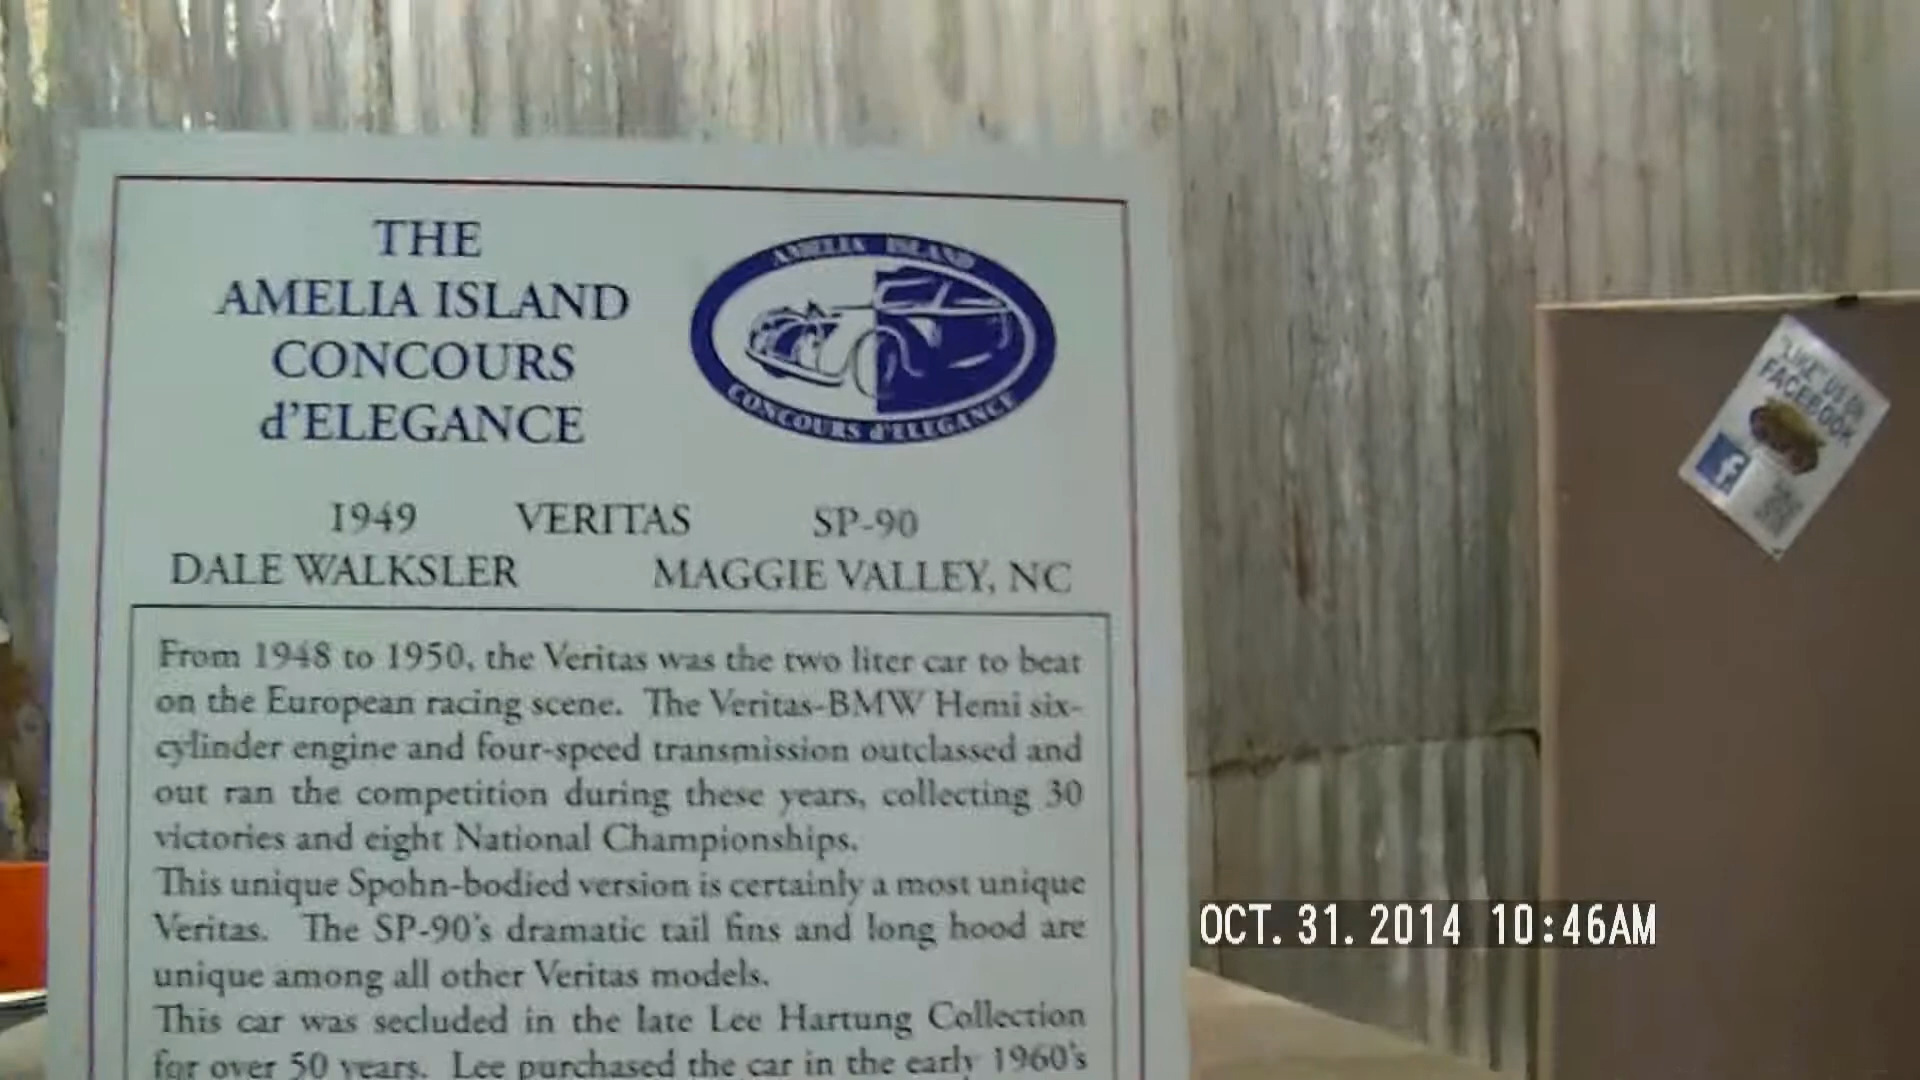 THE
AMELIA ISLAND
CONCOURS
d'ELEGANCE
AMELIA ISLAND
CONCOURS d'ELEGANCE
1949 VERITAS SP-90
DALE WALKSLER MAGGIE VALLEY, NC
From 1948 to 1950, the Veritas was the two liter car to beat
on the European racing scene. The Veritas-BMW Hemi six-
cylinder engine and four-speed transmission outclassed and
out ran the competition during these years, collecting 30
victories and eight National Championships.
This unique Spohn-bodied version is certainly a most unique
Veritas. The SP-90's dramatic tail fins and long hood are
unique among all other Veritas models.
This car was secluded in the late Lee Hartung Collection
for over 50 years. Lee purchased the car in the early 1960's
"LIKE" US ON
FACEBOOK
f
OCT. 31. 2014 10:46AM